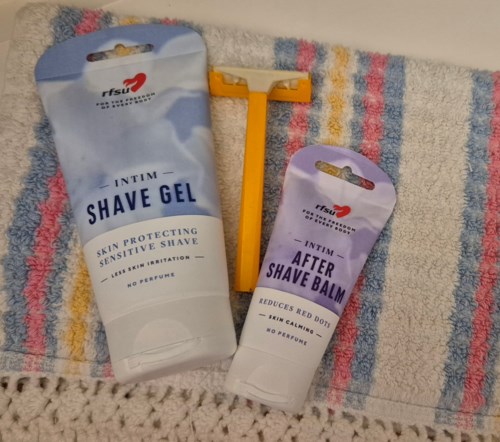 rfsu
FOR THE FREEDOM
OF EVERY BODY
INTIM
SHAVE GEL
SKIN PROTECTING
SENSITIVE SHAVE
LESS SKIN IRRITATION
NO PERFUME
rfsu
FOR THE FREEDOM
OF EVERY BODY
INTIM
AFTER
SHAVE BALM
REDUCES RED DOTS
SKIN CALMING
NO PERFUME